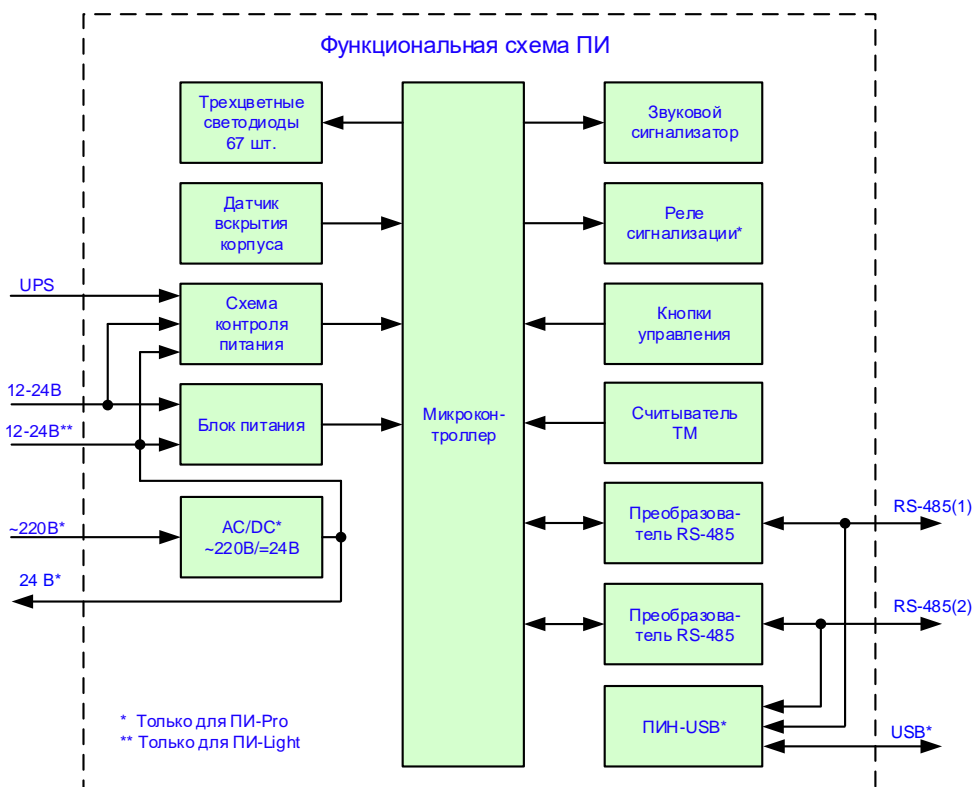 Функциональная схема ПИ
Трехцветные
светодиоды
67 шт.
Датчик
вскрытия
корпуса
UPS
Схема
контроля
питания
12-24В
Блок питания
12-24В**
~220В*
AC/DC*
~220В/=24В
24 В*
Микрокон-
троллер
Звуковой
сигнализатор
Реле
сигнализации*
Кнопки
управления
Считыватель
ТМ
Преобразова-
тель RS-485
RS-485(1)
Преобразова-
тель RS-485
RS-485(2)
ПИН-USB*
USB*
* Только для ПИ-Pro
** Только для ПИ-Light